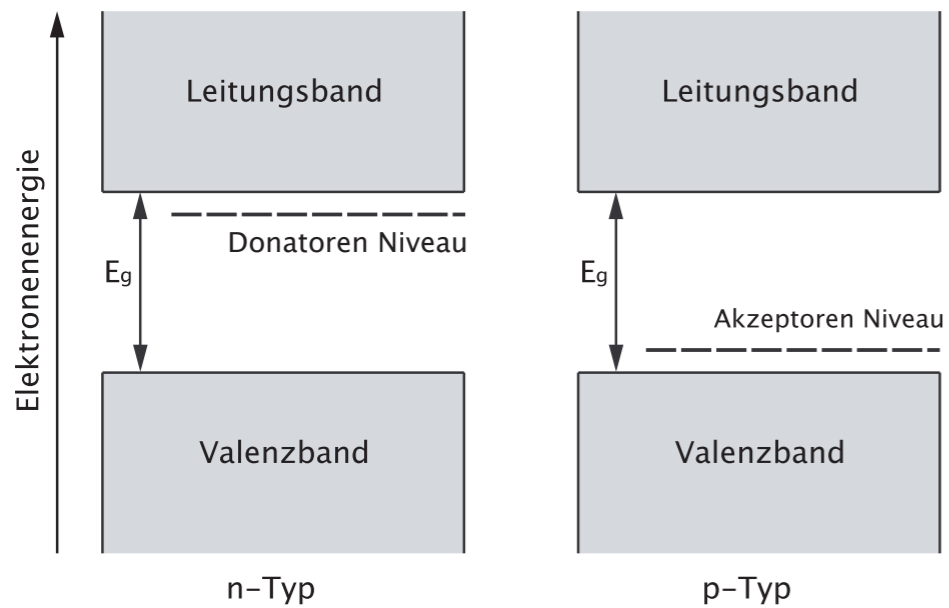 Elektronenenergie
Leitungsband
Donatoren Niveau
Eg
Valenzband
n-Typ
Leitungsband
Eg
Akzeptoren Niveau
Valenzband
p-Typ